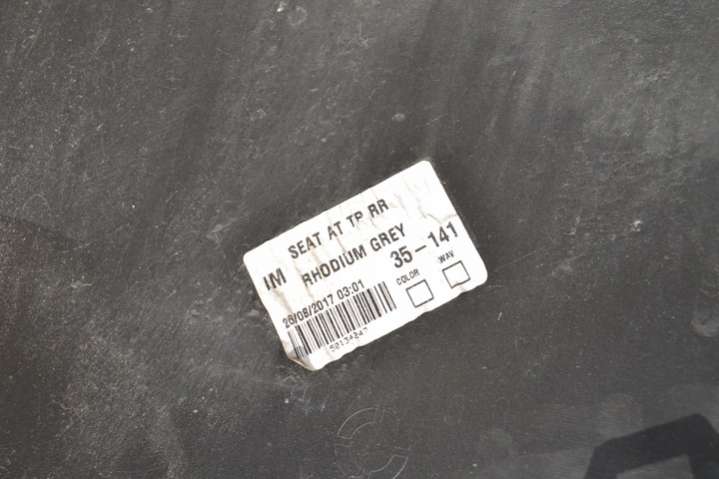 SEAT AT TP RR
IM RHODIUM GREY
35-141
26/08/2017 03:01
COLOR WAV